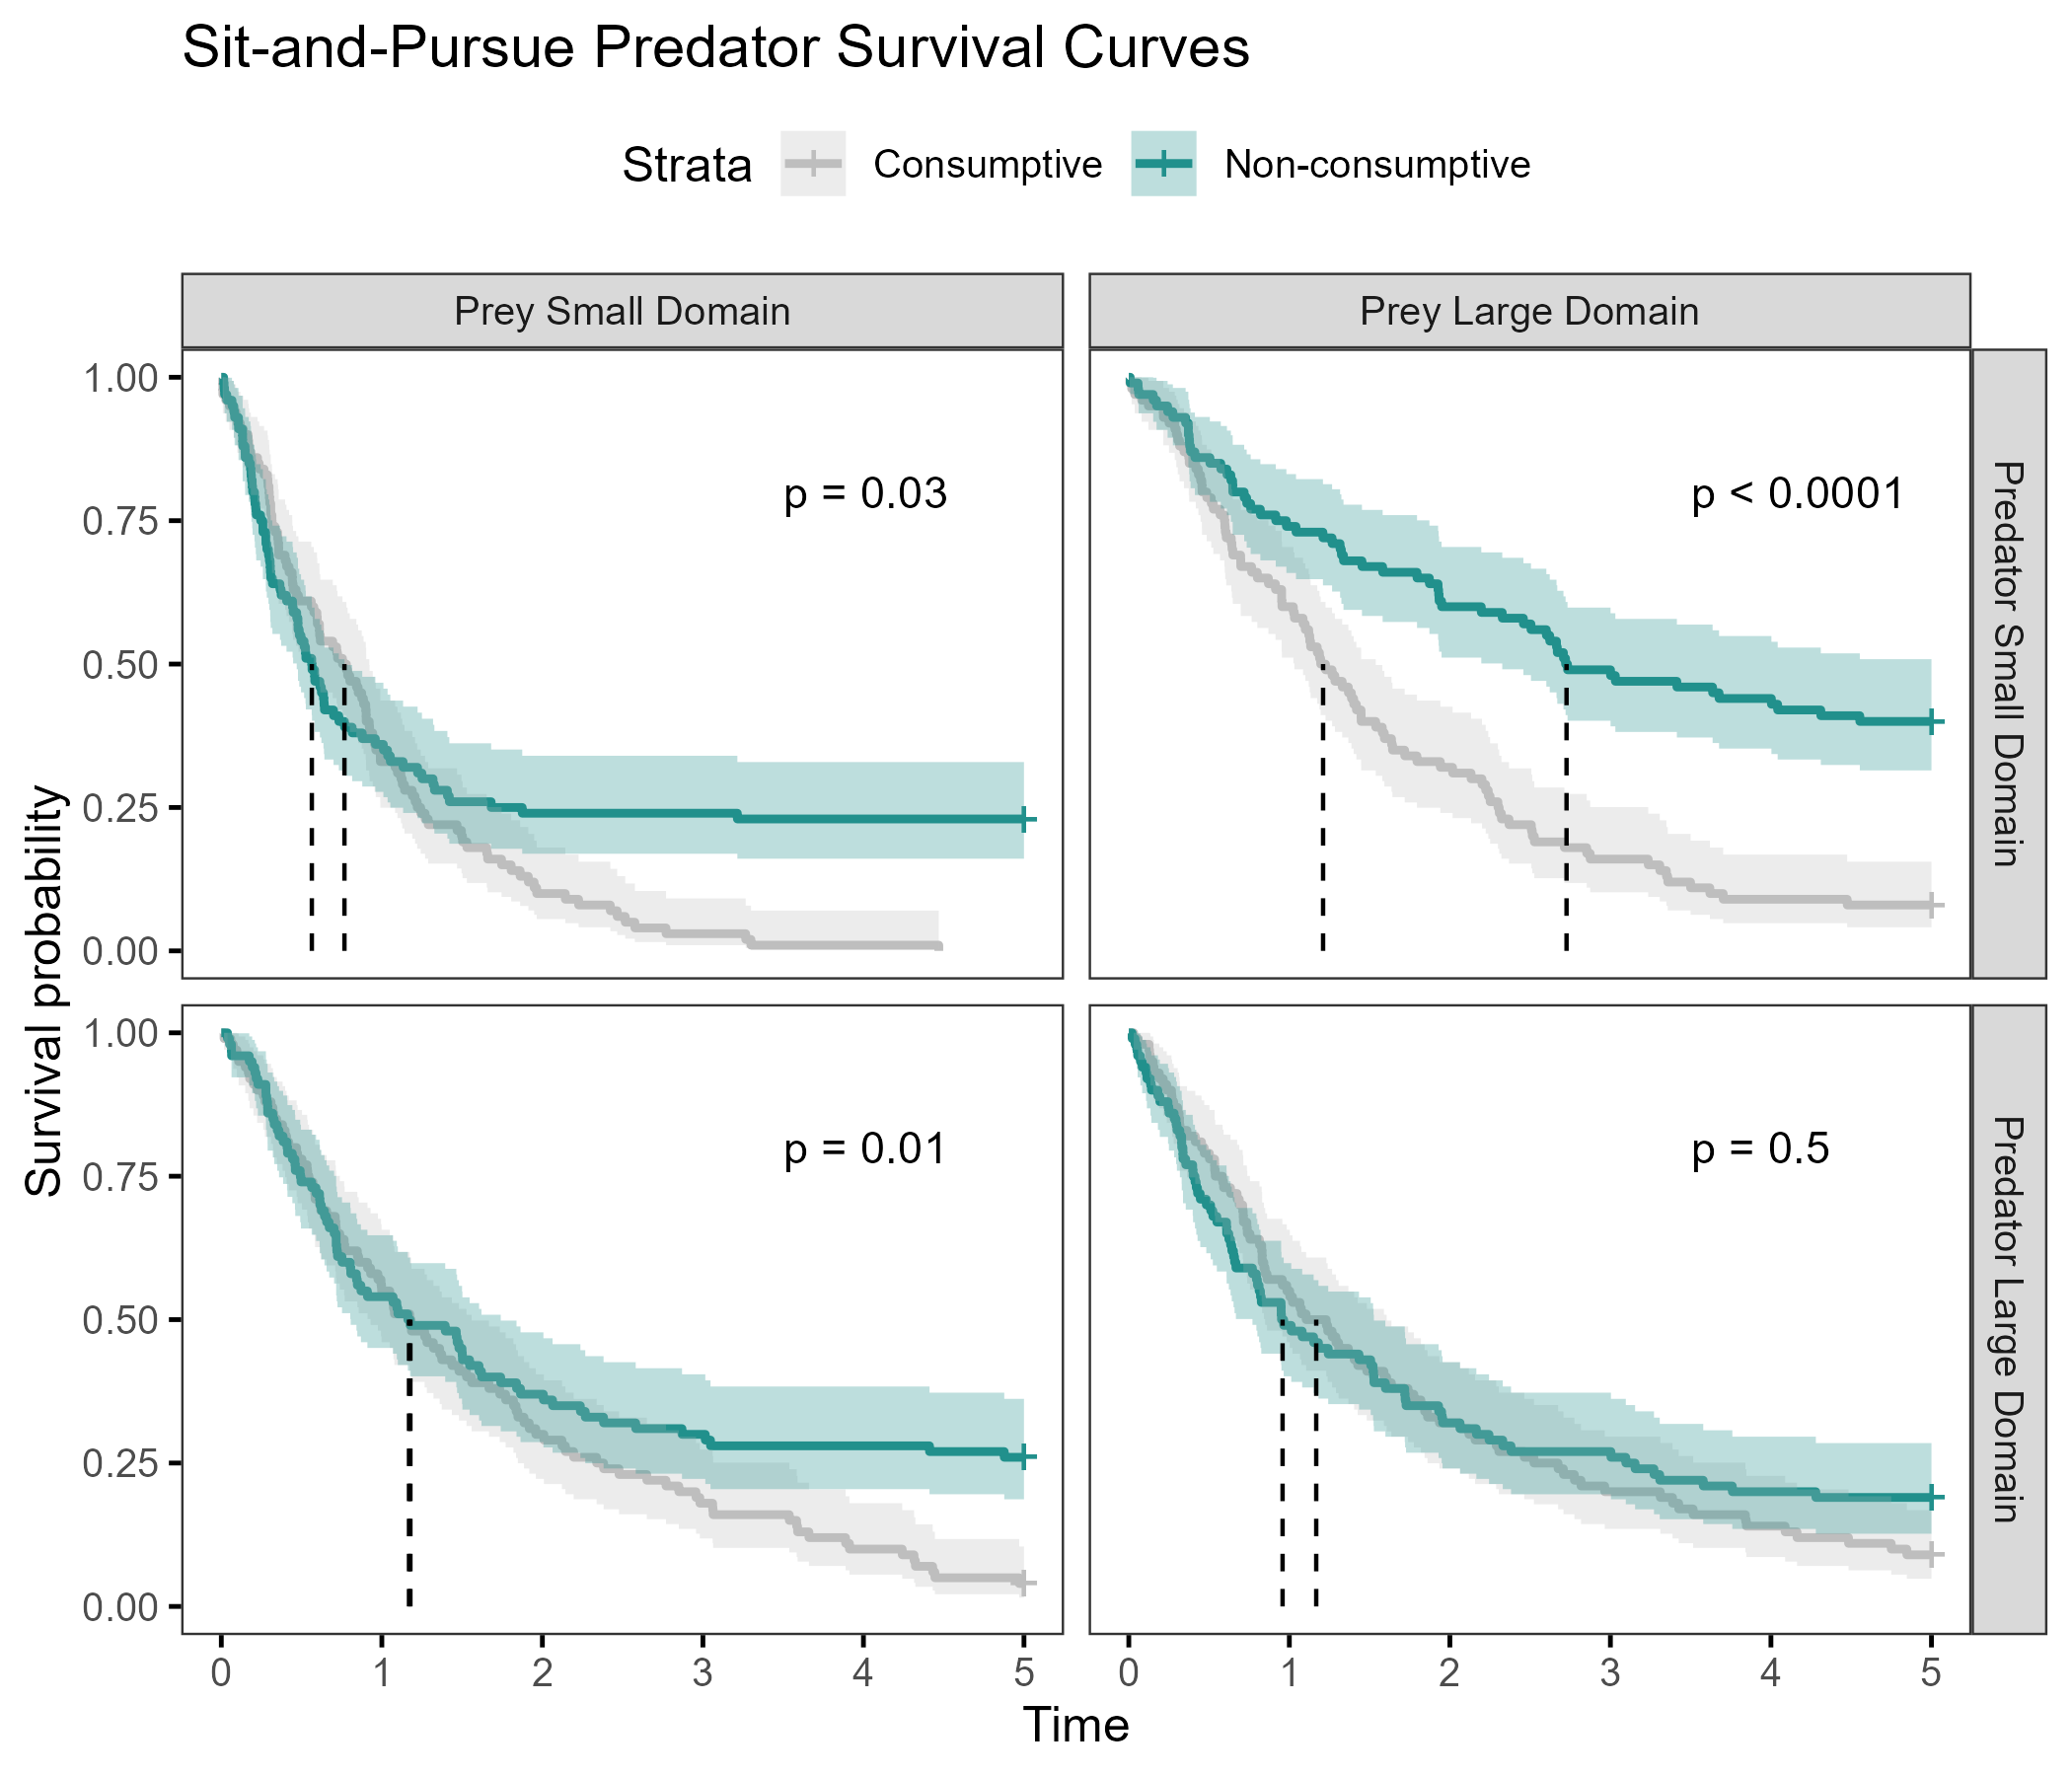 Sit-and-Pursue Predator Survival Curves
Strata Consumptive Non-consumptive
Prey Small Domain Prey Large Domain
Survival probability
1.00
0.75
0.50
0.25
0.00
p = 0.03
p < 0.0001
Predator Small Domain
1.00
0.75
0.50
0.25
0.00
p = 0.01
p = 0.5
Predator Large Domain
0 1 2 3 4 5 0 1 2 3 4 5
Time